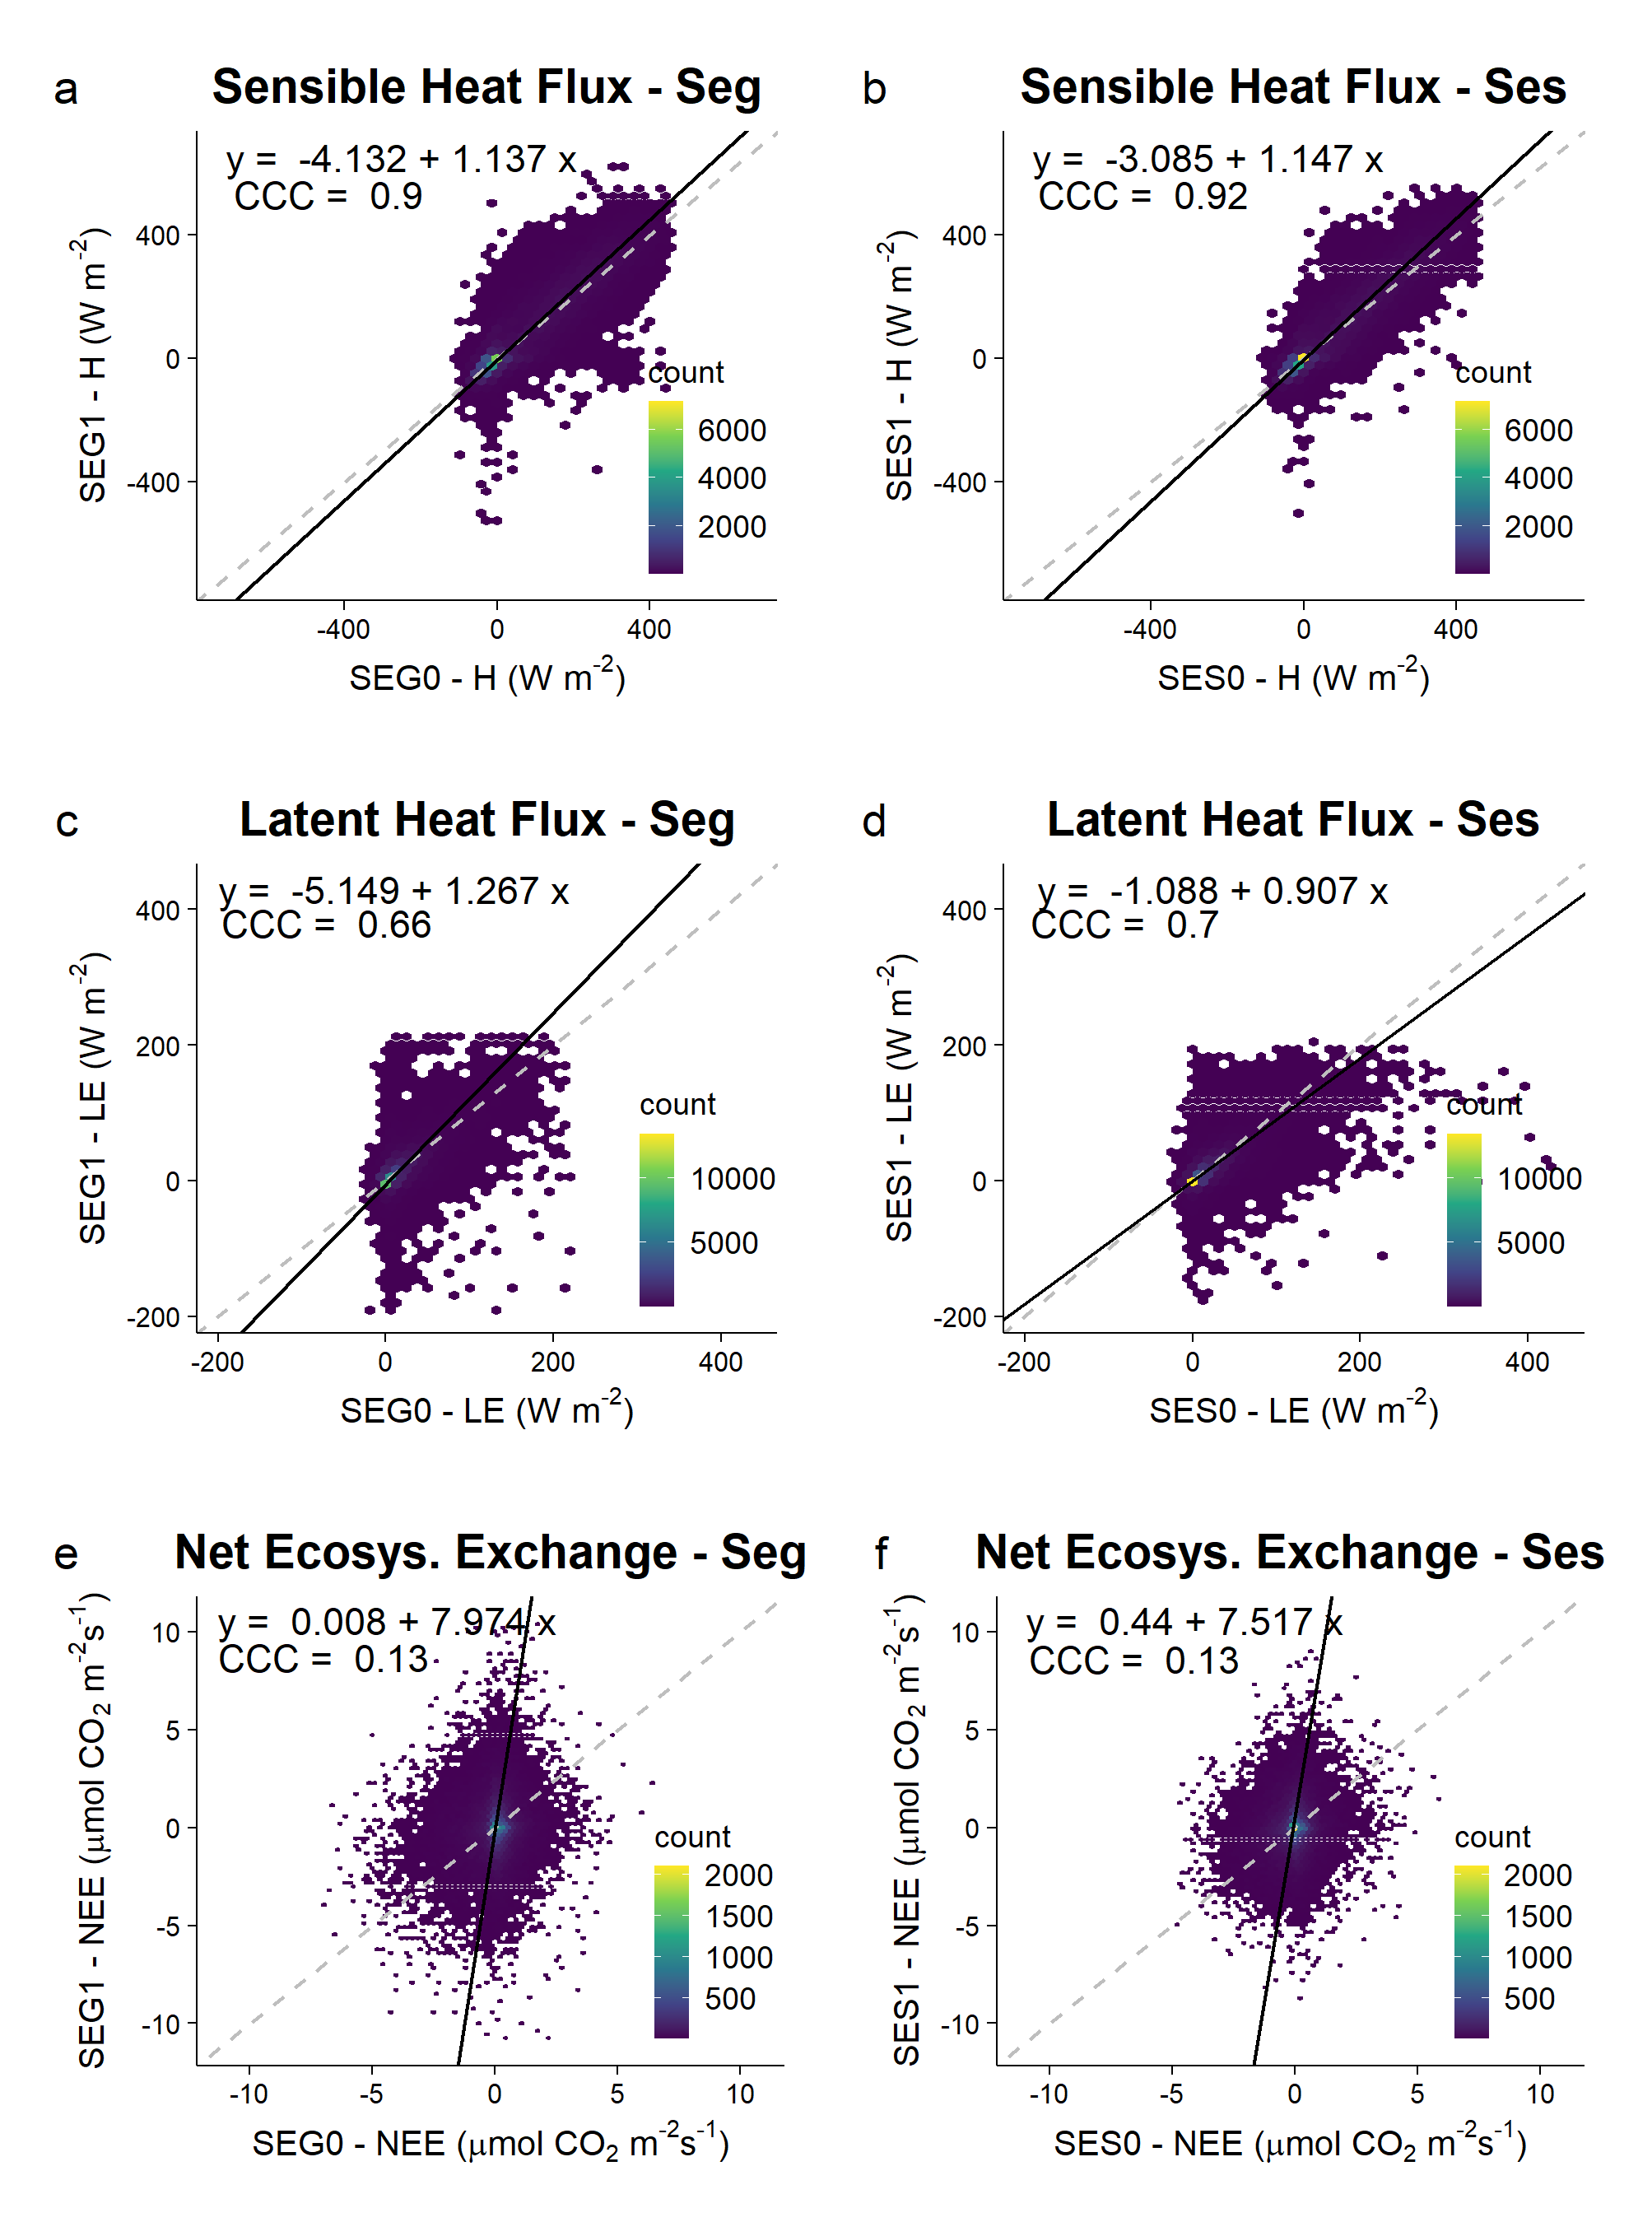 a
Sensible Heat Flux - Seg
y = -4.132 + 1.137 x
CCC = 0.9
SEG1 - H (W m-2)
400
0
-400
count
6000
4000
2000
-400 0 400
SEG0 - H (W m-2)
b
Sensible Heat Flux - Ses
y = -3.085 + 1.147 x
CCC = 0.92
SES1 - H (W m-2)
400
0
-400
count
6000
4000
2000
-400 0 400
SES0 - H (W m-2)
c
Latent Heat Flux - Seg
y = -5.149 + 1.267 x
CCC = 0.66
SEG1 - LE (W m-2)
400
200
0
-200
count
10000
5000
-200 0 200 400
SEG0 - LE (W m-2)
d
Latent Heat Flux - Ses
y = -1.088 + 0.907 x
CCC = 0.7
SES1 - LE (W m-2)
400
200
0
-200
count
10000
5000
-200 0 200 400
SES0 - LE (W m-2)
e
Net Ecosys. Exchange - Seg
y = 0.008 + 7.974 x
CCC = 0.13
SEG1 - NEE (μmol CO2 m-2s-1)
10
5
0
-5
-10
count
2000
1500
1000
500
-10 -5 0 5 10
SEG0 - NEE (μmol CO2 m-2s-1)
f
Net Ecosys. Exchange - Ses
y = 0.44 + 7.517 x
CCC = 0.13
SES1 - NEE (μmol CO2 m-2s-1)
10
5
0
-5
-10
count
2000
1500
1000
500
-10 -5 0 5 10
SES0 - NEE (μmol CO2 m-2s-1)